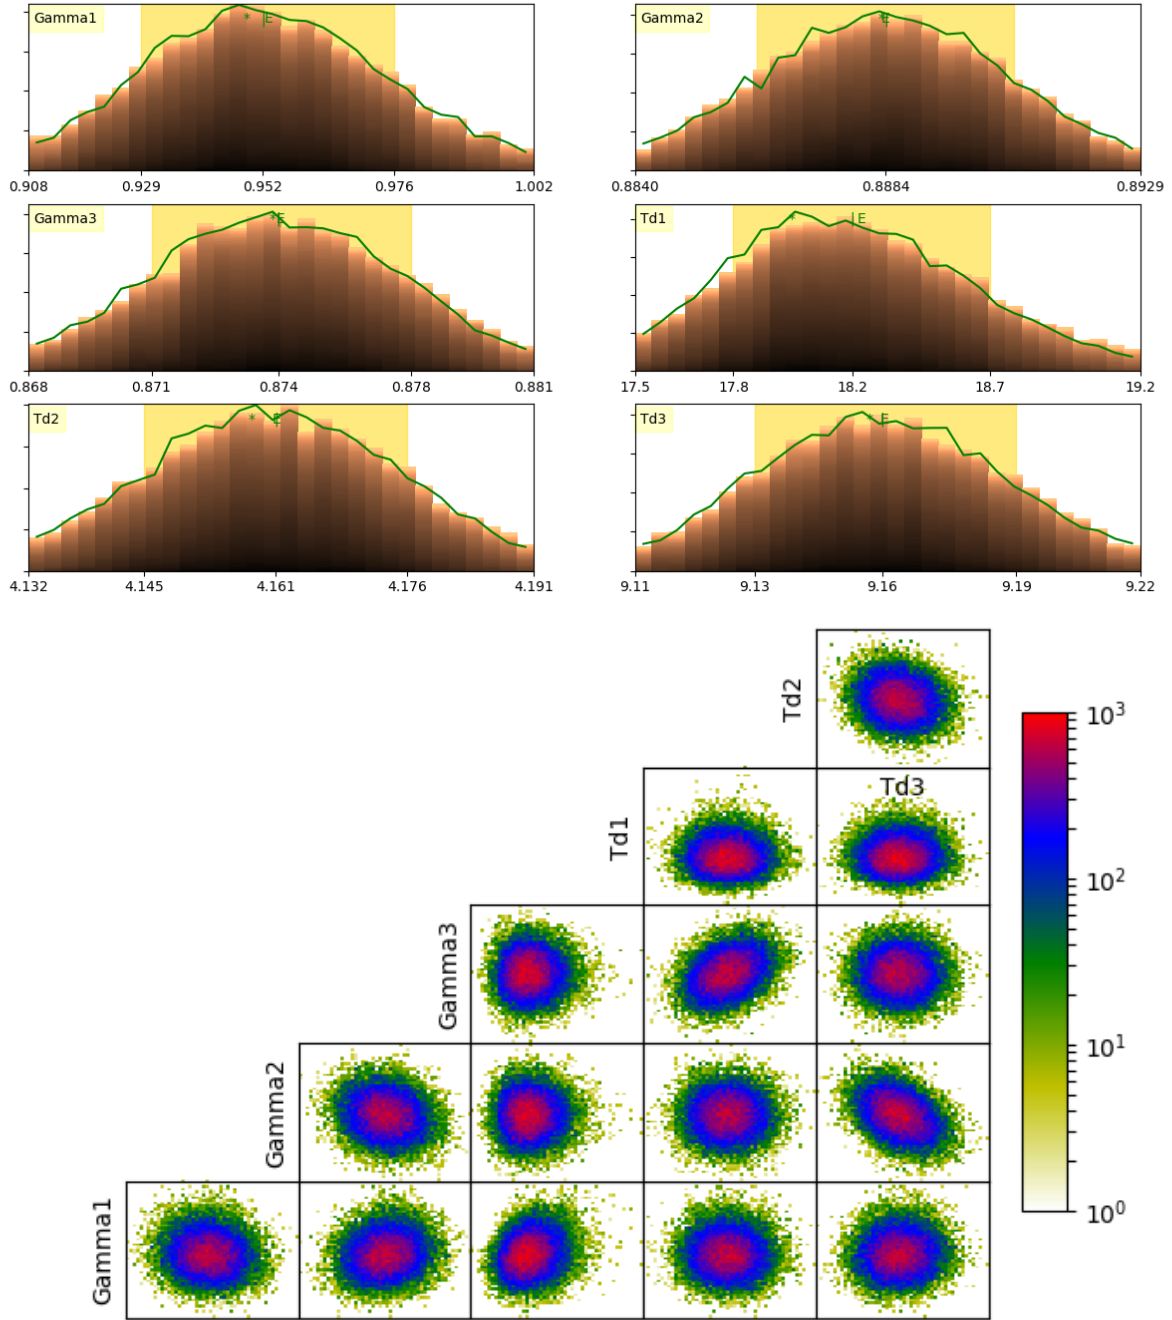 Gamma1
* |E
0.908 0.929 0.952 0.976 1.002
Gamma2
* E
0.8840 0.8884 0.8929
Gamma3
* E
0.868 0.871 0.874 0.878 0.881
Td1
* | E
17.5 17.8 18.2 18.7 19.2
Td2
* E
4.132 4.145 4.161 4.176 4.191
Td3
* E
9.11 9.13 9.16 9.19 9.22
Td2
Td3
Td1
Gamma3
Gamma2
Gamma1
10³
10²
10¹
10⁰